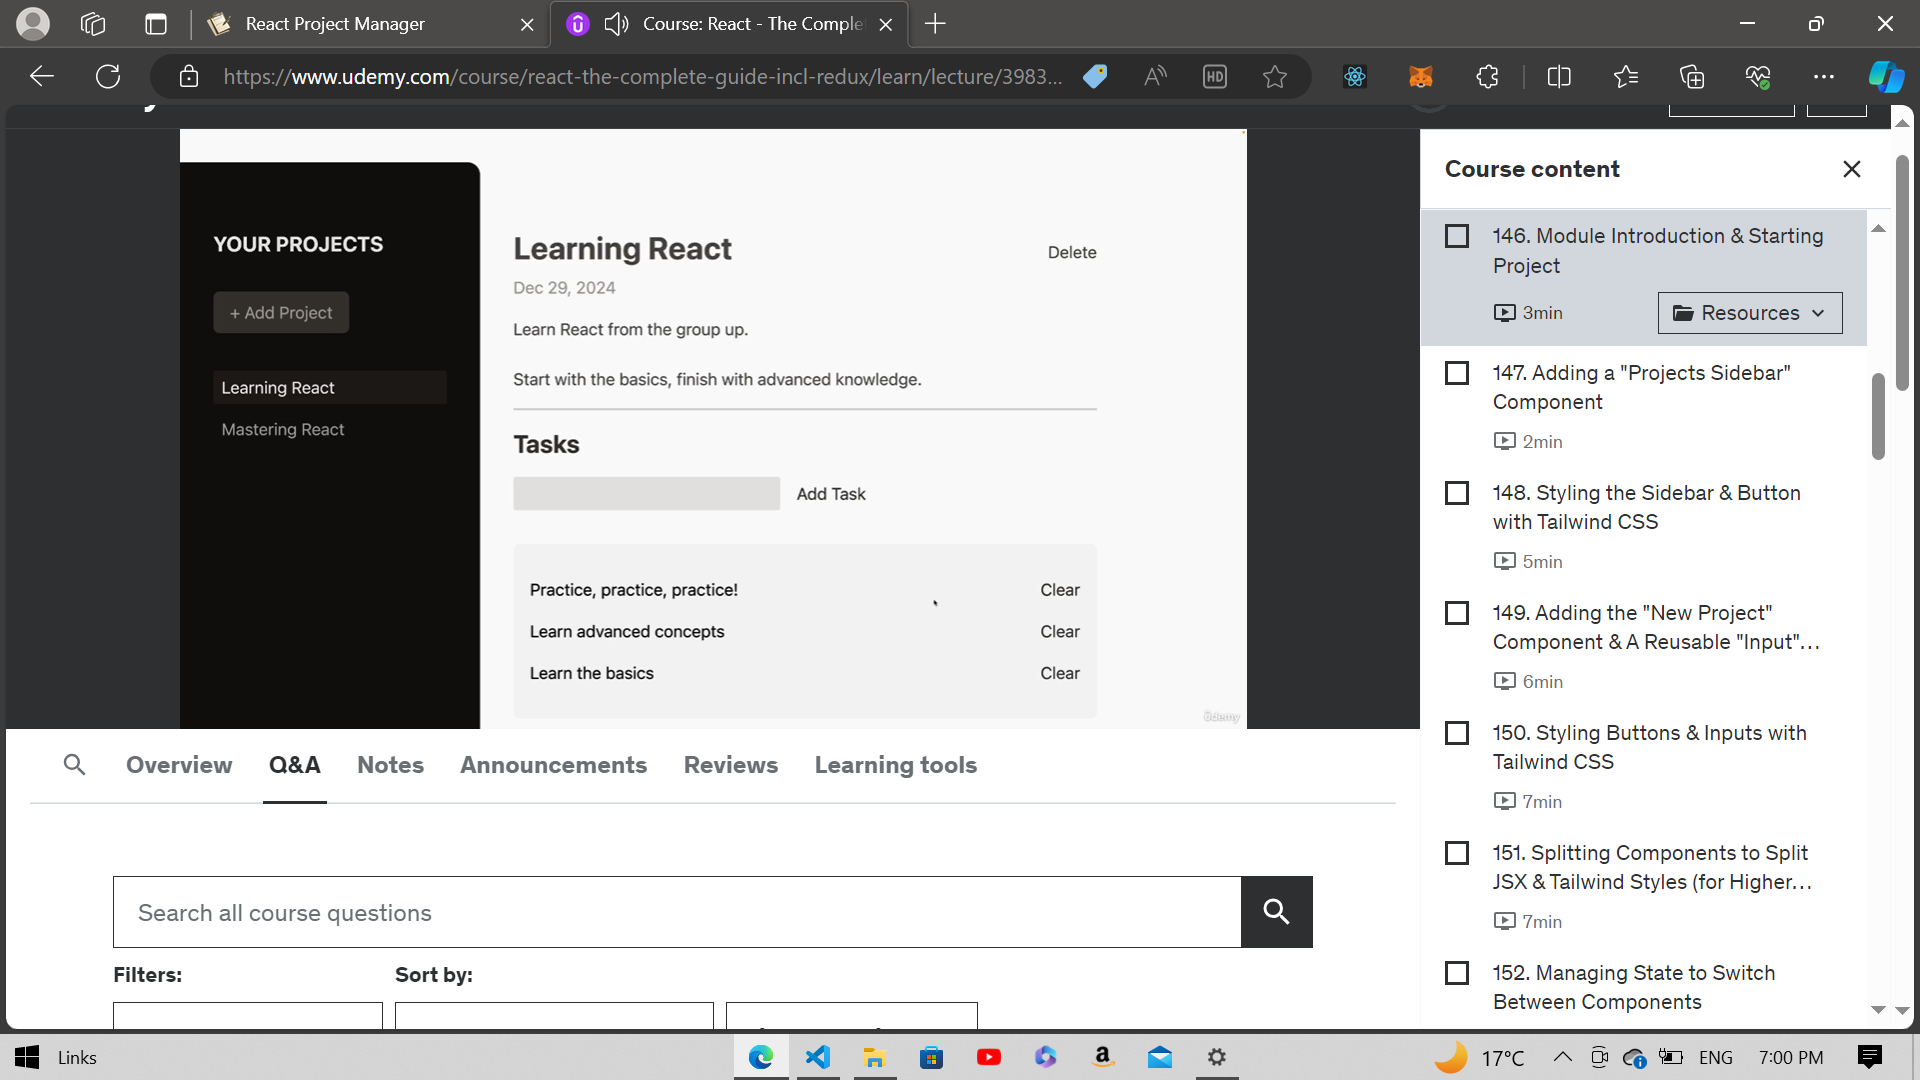 React Project Manager
Course: React - The Comple
https://www.udemy.com/course/react-the-complete-guide-incl-redux/learn/lecture/3983...
HD
YOUR PROJECTS
+ Add Project
Learning React
Mastering React
Learning React
Delete
Dec 29, 2024
Learn React from the group up.
Start with the basics, finish with advanced knowledge.
Tasks
Add Task
Practice, practice, practice!
Clear
Learn advanced concepts
Clear
Learn the basics
Clear
Udemy
Course content
146. Module Introduction & Starting
Project
3min
Resources
147. Adding a "Projects Sidebar"
Component
2min
148. Styling the Sidebar & Button
with Tailwind CSS
5min
149. Adding the "New Project"
Component & A Reusable "Input"...
6min
150. Styling Buttons & Inputs with
Tailwind CSS
7min
151. Splitting Components to Split
JSX & Tailwind Styles (for Higher...
7min
152. Managing State to Switch
Between Components
Overview
Q&A
Notes
Announcements
Reviews
Learning tools
Search all course questions
Filters:
Sort by:
Links
17°C
ENG
7:00 PM